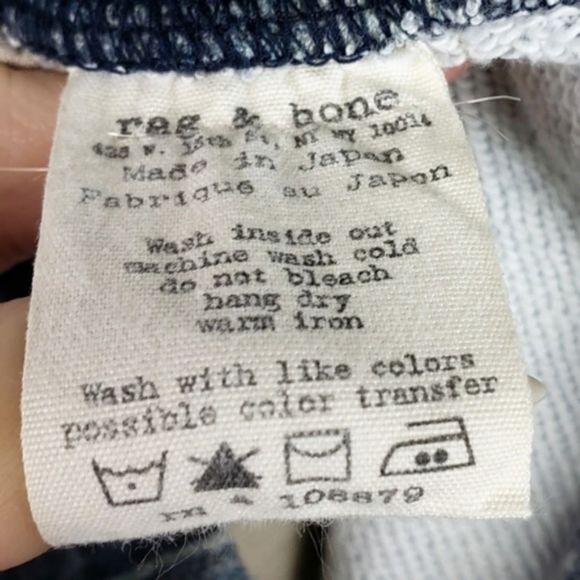 rag & bone
425 W. 13th St, NY NY 10014
Made in Japan
Fabriqué au Japon
Wash inside out
machine wash cold
do not bleach
hang dry
warm iron
Wash with like colors
possible color transfer
RN # 108879